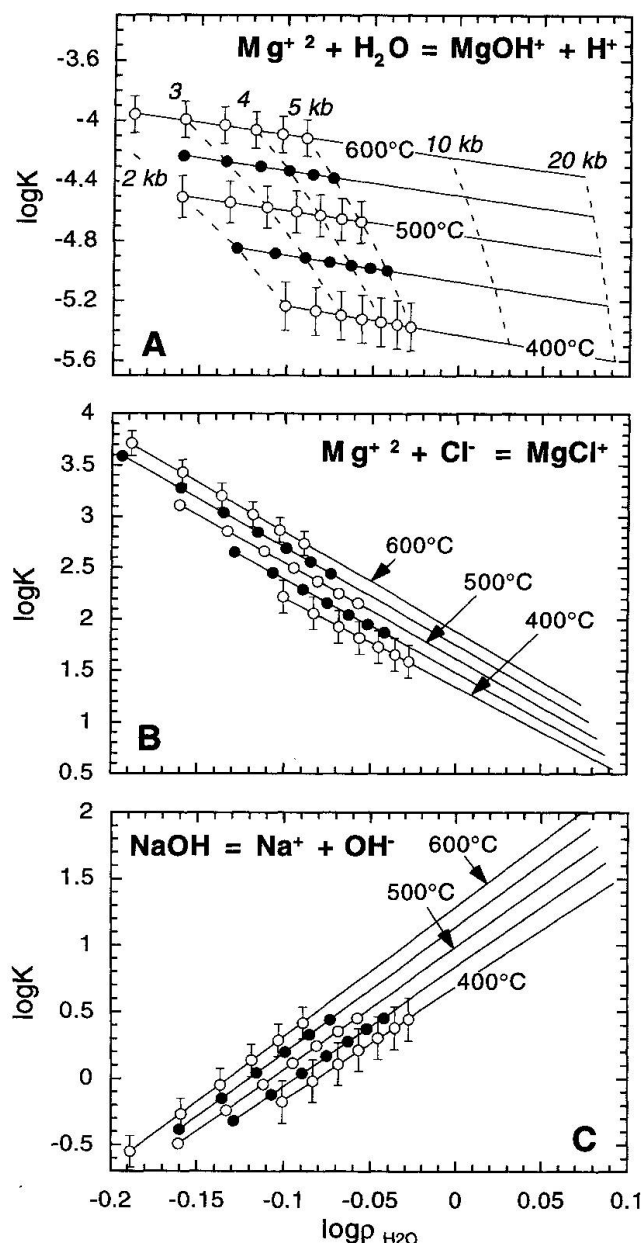 Mg⁺² + H₂O = MgOH⁺ + H⁺
-3.6
-4
-4.4
-4.8
-5.2
-5.6
logK
3
4
5 kb
2 kb
10 kb
20 kb
600°C
500°C
400°C
A
Mg⁺² + Cl⁻ = MgCl⁺
4
3.5
3
2.5
2
1.5
1
0.5
logK
600°C
500°C
400°C
B
NaOH = Na⁺ + OH⁻
2
1.5
1
0.5
0
-0.5
logK
600°C
500°C
400°C
C
-0.2 -0.15 -0.1 -0.05 0 0.05 0.1
logρ H2O